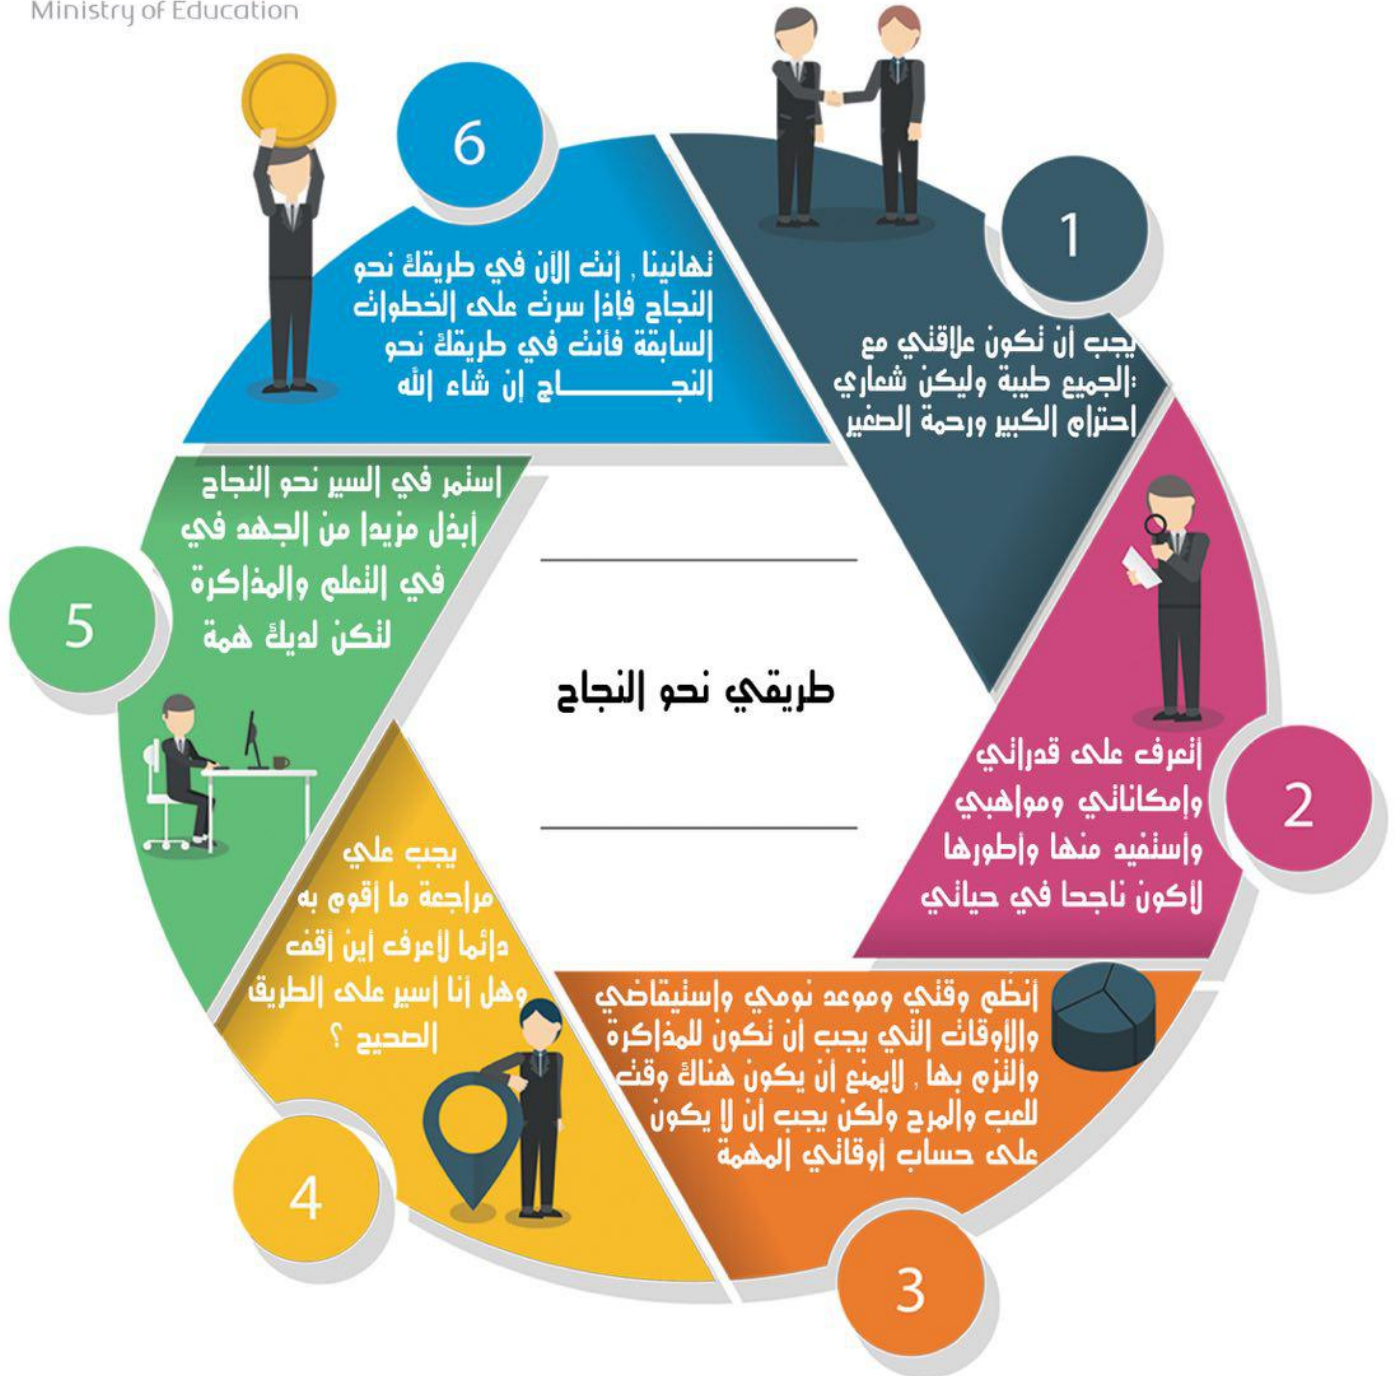 Ministry of Education
طريقي نحو النجاح
1
يجب أن تكون علاقتي مع
الجميع طيبة وليكن شعاري:
احترام الكبير ورحمة الصغير
2
أتعرف على قدراتي
وإمكاناتي ومواهبي
وأستفيد منها وأطورها
لأكون ناجحا في حياتي
3
أنظم وقتي وموعد نومي وإستيقاضي
والأوقات التي يجب أن تكون للمذاكرة
وألتزم بها , لايمنع أن يكون هناك وقت
للعب والمرح ولكن يجب أن لا يكون
على حساب أوقاتي المهمة
4
يجب علي
مراجعة ما أقوم به
دائما لأعرف أين أقف
وهل أنا أسير على الطريق
الصحيح ؟
5
إستمر في السير نحو النجاح
أبذل مزيدا من الجهد في
في التعلم والمذاكرة
لتكن لديك همة
6
تهانينا , أنت الآن في طريقك نحو
النجاح فإذا سرت على الخطوات
السابقة فأنت في طريقك نحو
النجـــــــاح إن شاء الله